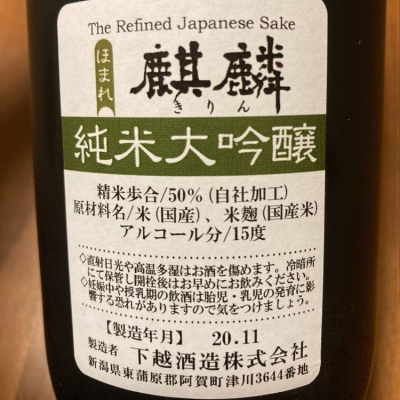 The Refined Japanese Sake
ほまれ
麒麟
きりん
純米大吟醸
精米歩合/50%(自社加工)
原材料名/米(国産)、米麹(国産米)
アルコール分/15度
◇直射日光や高温多湿はお酒を傷めます。冷暗所
にて保管し開栓後はお早めにお飲みください。
◇妊娠中や授乳期の飲酒は胎児・乳児の発育に影
響する恐れがありますので気をつけましょう。
【製造年月】 20.11
製造者 下越酒造株式会社
新潟県東蒲原郡阿賀町津川3644番地